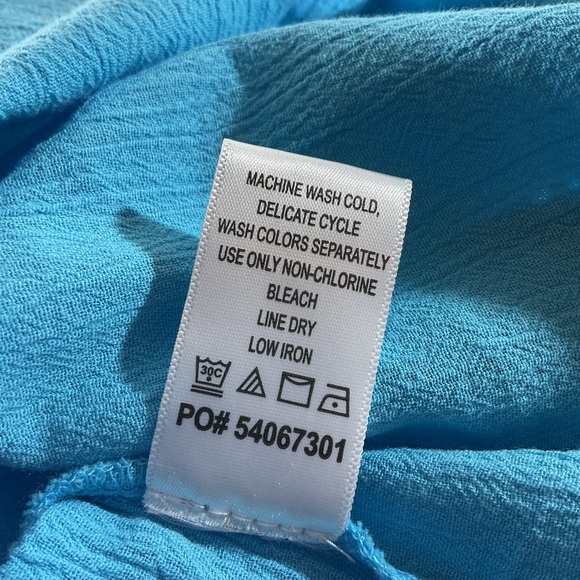 MACHINE WASH COLD,
DELICATE CYCLE
WASH COLORS SEPARATELY
USE ONLY NON-CHLORINE
BLEACH
LINE DRY
LOW IRON
30C
PO# 54067301